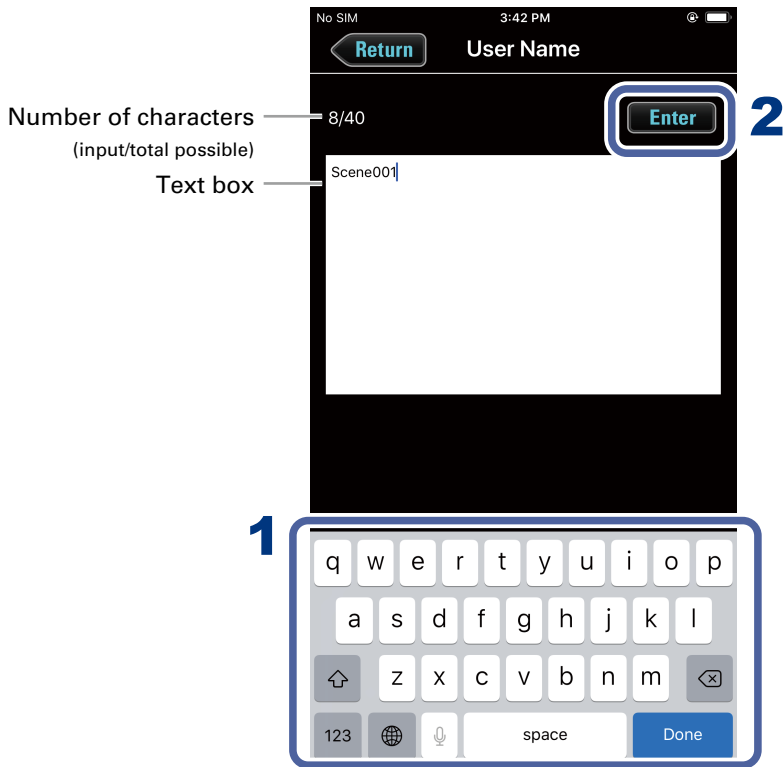 No SIM 3:42 PM
Return User Name
Number of characters 8/40 Enter 2
(input/total possible)
Text box Scene001
1
q w e r t y u i o p
a s d f g h j k l
z x c v b n m
123 space Done